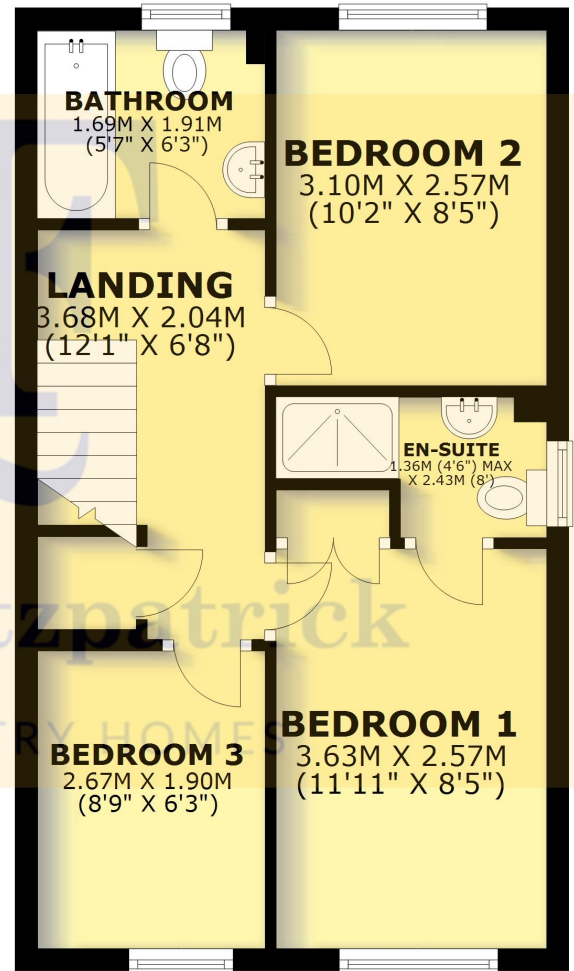 BATHROOM
1.69M X 1.91M
(5'7" X 6'3")
BEDROOM 2
3.10M X 2.57M
(10'2" X 8'5")
LANDING
3.68M X 2.04M
(12'1" X 6'8")
EN-SUITE
1.36M (4'6") MAX
X 2.43M (8')
tzpatrick
TRY HOMES
BEDROOM 1
3.63M X 2.57M
(11'11" X 8'5")
BEDROOM 3
2.67M X 1.90M
(8'9" X 6'3")